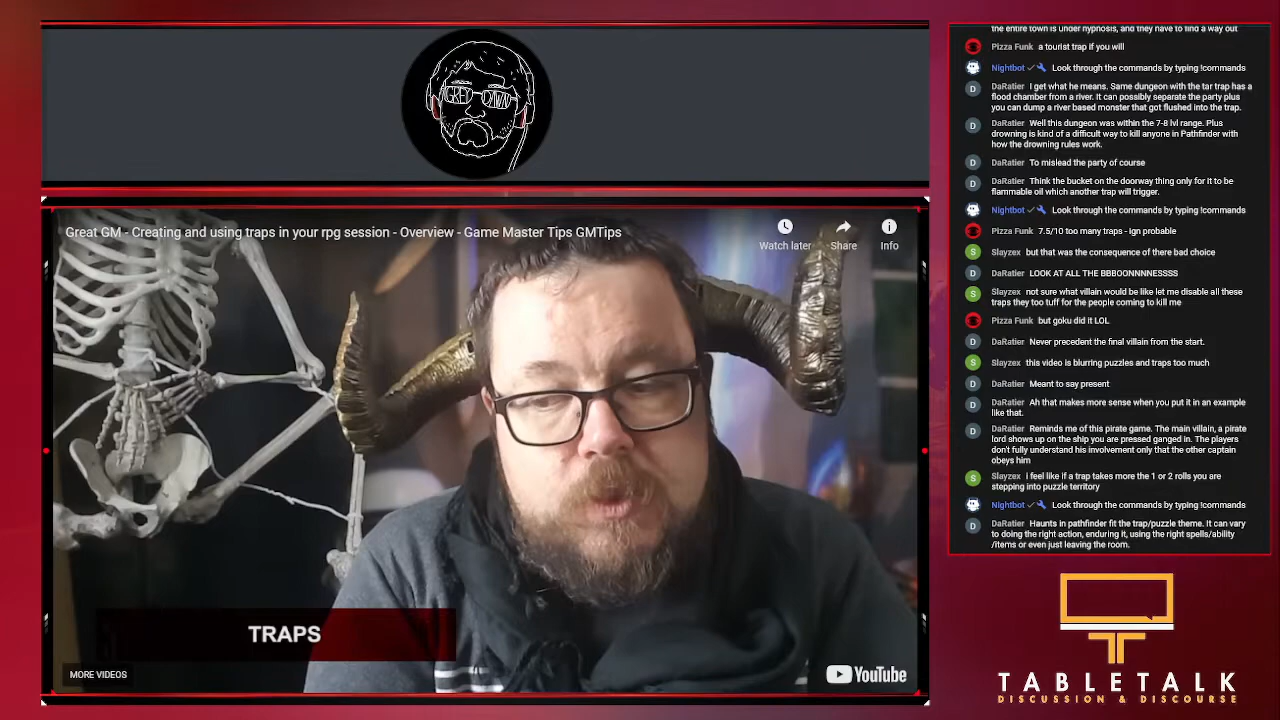 GEEK
Great GM - Creating and using traps in your rpg session - Overview - Game Master Tips GMTips
Watch later
Share
Info
TRAPS
MORE VIDEOS
YouTube
the entire town is under hypnosis, and they have to find a way out
Pizza Funk a tourist trap if you will
Nightbot Look through the commands by typing !commands
D DaRatier I get what he means. Same dungeon with the tar trap has a
flood chamber from a river. It can possibly separate the party plus
you can dump a river based monster that got flushed into the trap.
D DaRatier Well this dungeon was within the 7-8 lvl range. Plus
drowning is kind of a difficult way to kill anyone in Pathfinder with
how the drowning rules work.
D DaRatier To mislead the party of course
D DaRatier Think the bucket on the doorway thing only for it to be
flammable oil which another trap will trigger.
Nightbot Look through the commands by typing !commands
Pizza Funk 7.5/10 too many traps - ign probable
S Slayzex but that was the consequence of there bad choice
D DaRatier LOOK AT ALL THE BBBOONNNNESSSS
S Slayzex not sure what villain would be like let me disable all these
traps they too tuff for the people coming to kill me
Pizza Funk but goku did it LOL
D DaRatier Never precedent the final villain from the start.
S Slayzex this video is blurring puzzles and traps too much
D DaRatier Meant to say present
D DaRatier Ah that makes more sense when you put it in an example
like that.
D DaRatier Reminds me of this pirate game. The main villain, a pirate
lord shows up on the ship you are pressed ganged in. The players
don't fully understand his involvement only that the other captain
obeys him
S Slayzex i feel like if a trap takes more the 1 or 2 rolls you are
stepping into puzzle territory
Nightbot Look through the commands by typing !commands
D DaRatier Haunts in pathfinder fit the trap/puzzle theme. It can vary
to doing the right action, enduring it, using the right spells/ability
/items or even just leaving the room.
TABLETALK
DISCUSSION & DISCOURSE